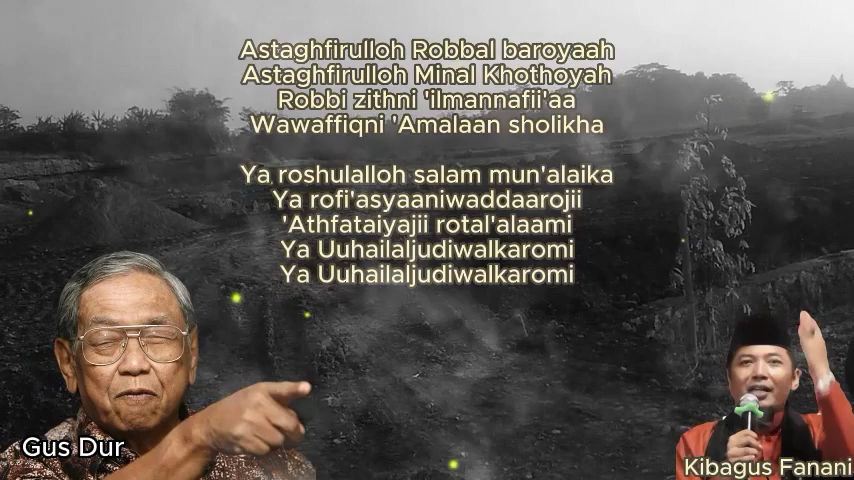 Astaghfirulloh Robbal baroyaah
Astaghfirulloh Minal Khothoyah
Robbi zithni 'ilmannafii'aa
Wawaffiqni 'Amalaan sholikha
Ya roshulalloh salam mun'alaika
Ya rofi'asyaaniwaddaarojii
'Athfataiyajii rotal'alaami
Ya Uuhailaljudiwalkaromi
Ya Uuhailaljudiwalkaromi
Gus Dur
Kibagus Fanani